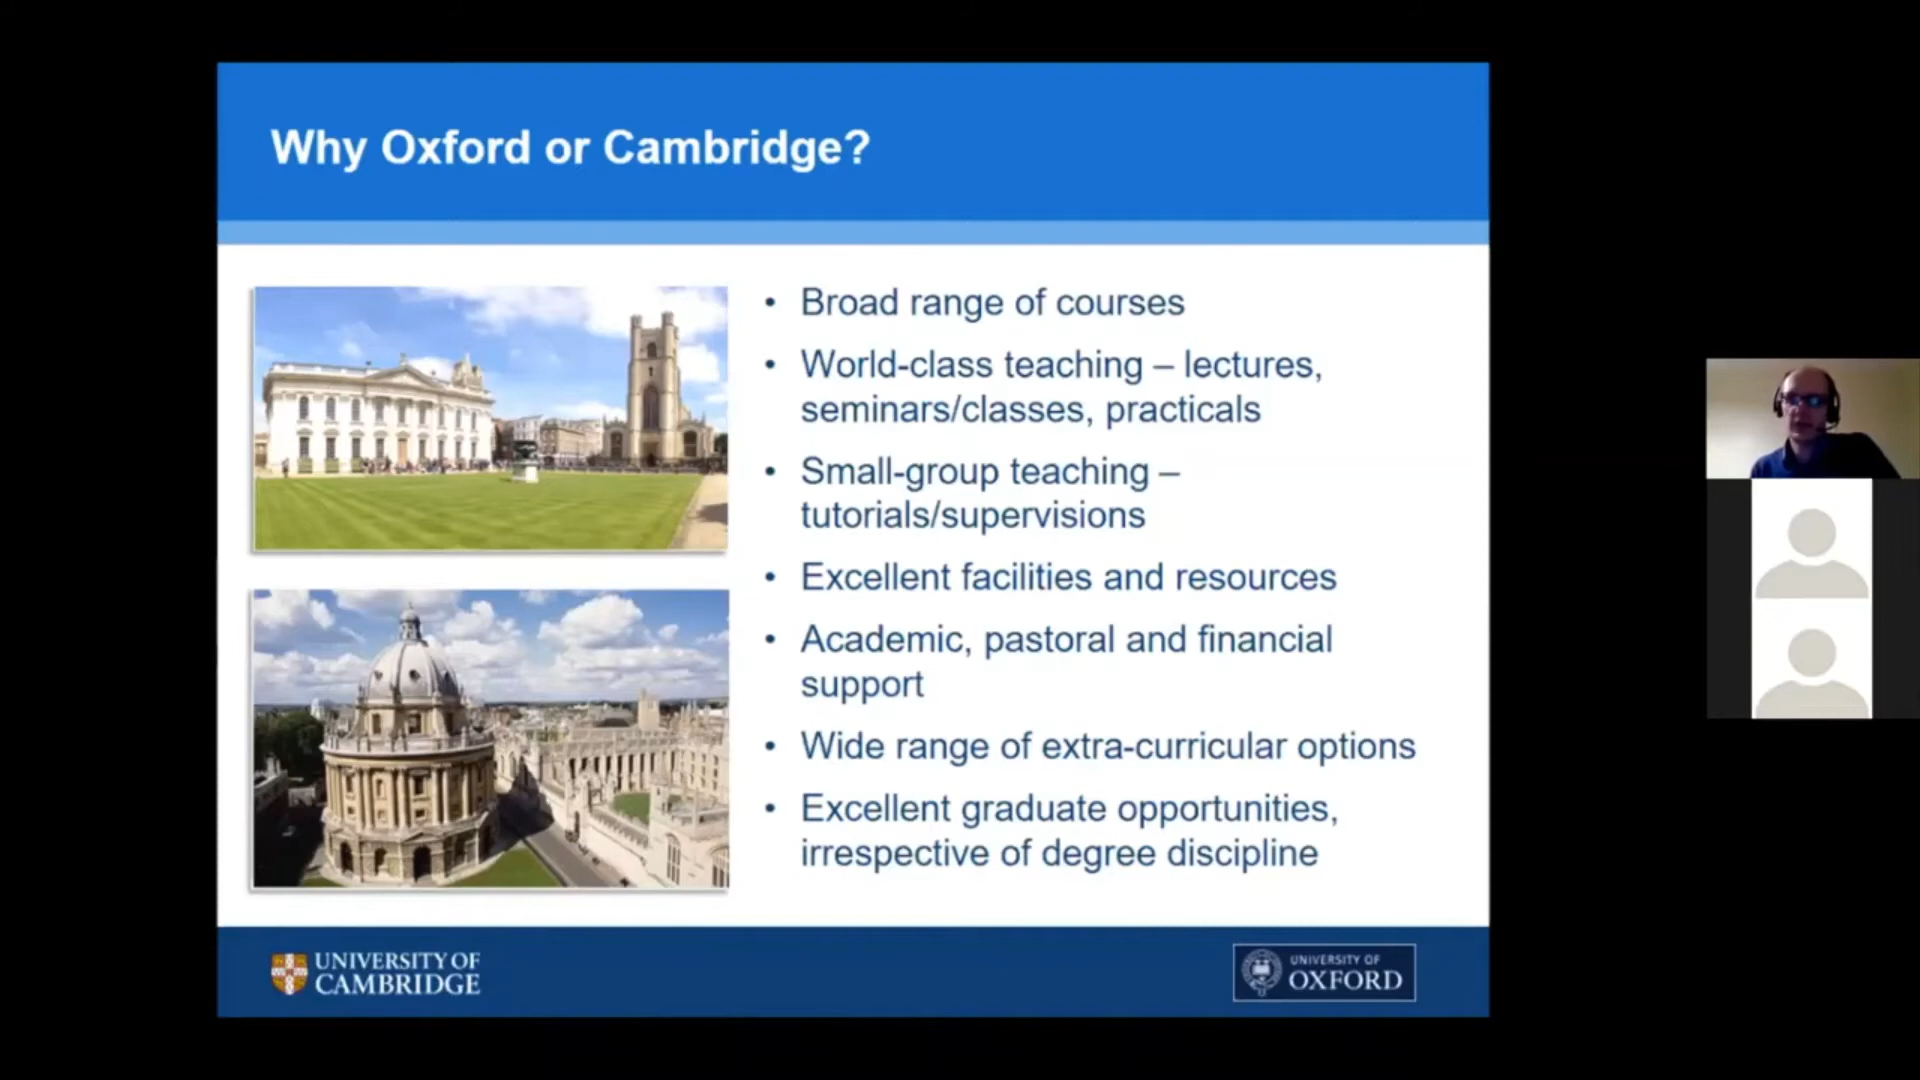 Why Oxford or Cambridge?
• Broad range of courses
• World-class teaching – lectures,
seminars/classes, practicals
• Small-group teaching –
tutorials/supervisions
• Excellent facilities and resources
• Academic, pastoral and financial
support
• Wide range of extra-curricular options
• Excellent graduate opportunities,
irrespective of degree discipline
UNIVERSITY OF
CAMBRIDGE
UNIVERSITY OF
OXFORD